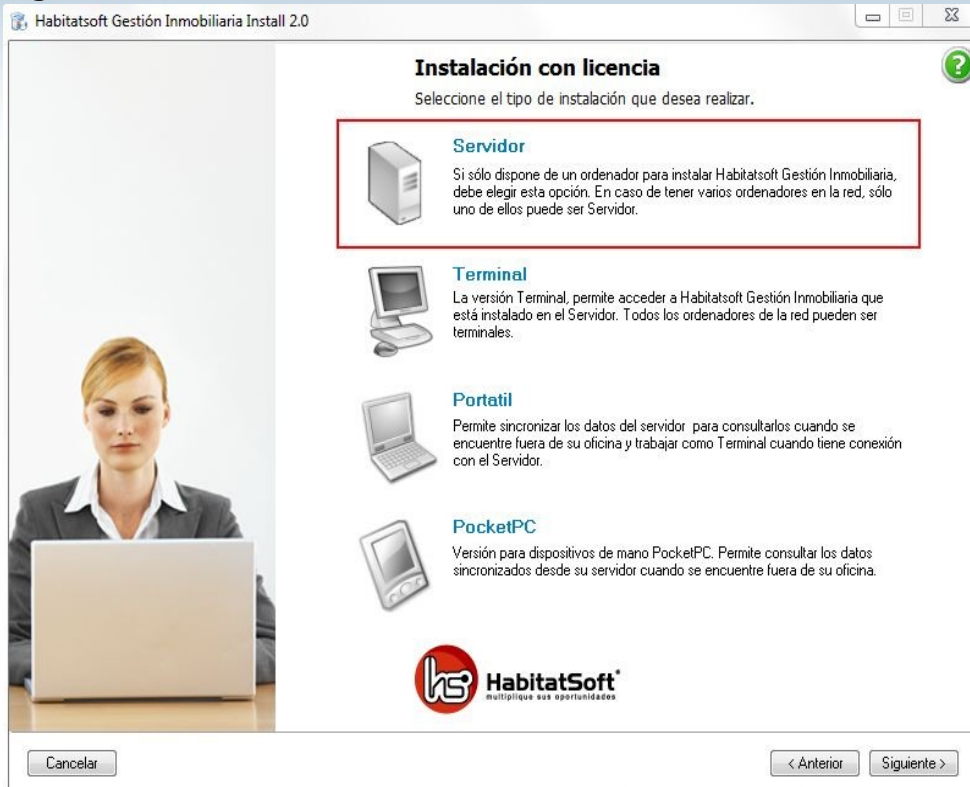 Habitatsoft Gestión Inmobiliaria Install 2.0
Instalación con licencia
Seleccione el tipo de instalación que desea realizar.
Servidor
Si sólo dispone de un ordenador para instalar Habitatsoft Gestión Inmobiliaria,
debe elegir esta opción. En caso de tener varios ordenadores en la red, sólo
uno de ellos puede ser Servidor.
Terminal
La versión Terminal, permite acceder a Habitatsoft Gestión Inmobiliaria que
está instalado en el Servidor. Todos los ordenadores de la red pueden ser
terminales.
Portatil
Permite sincronizar los datos del servidor para consultarlos cuando se
encuentre fuera de su oficina y trabajar como Terminal cuando tiene conexión
con el Servidor.
PocketPC
Versión para dispositivos de mano PocketPC. Permite consultar los datos
sincronizados desde su servidor cuando se encuentre fuera de su oficina.
hs HabitatSoft
multiplique sus oportunidades
Cancelar
< Anterior
Siguiente >